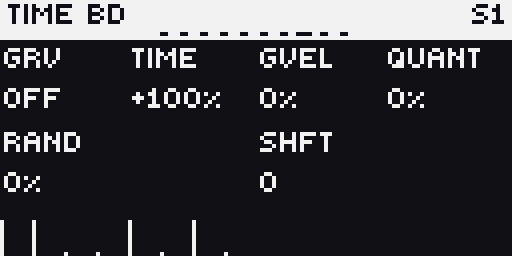 TIME BD S1
GRV TIME GVEL QUANT
OFF +100% 0% 0%
RAND SHFT
0% 0